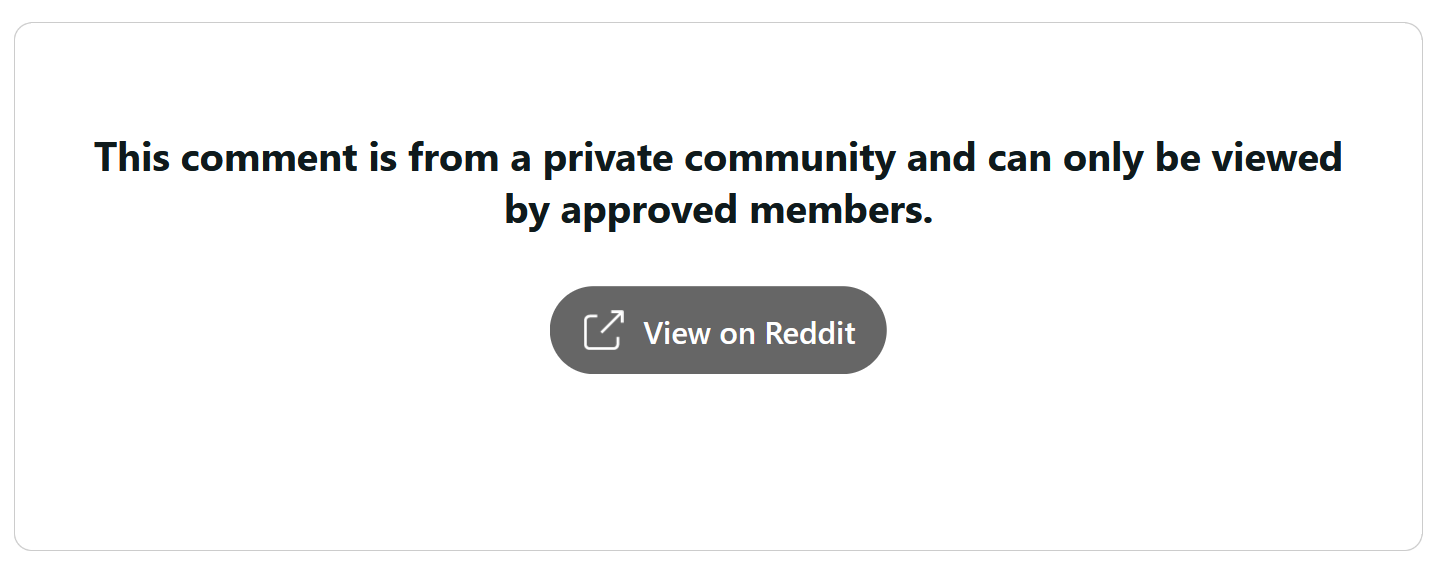 This comment is from a private community and can only be viewed
by approved members.
View on Reddit